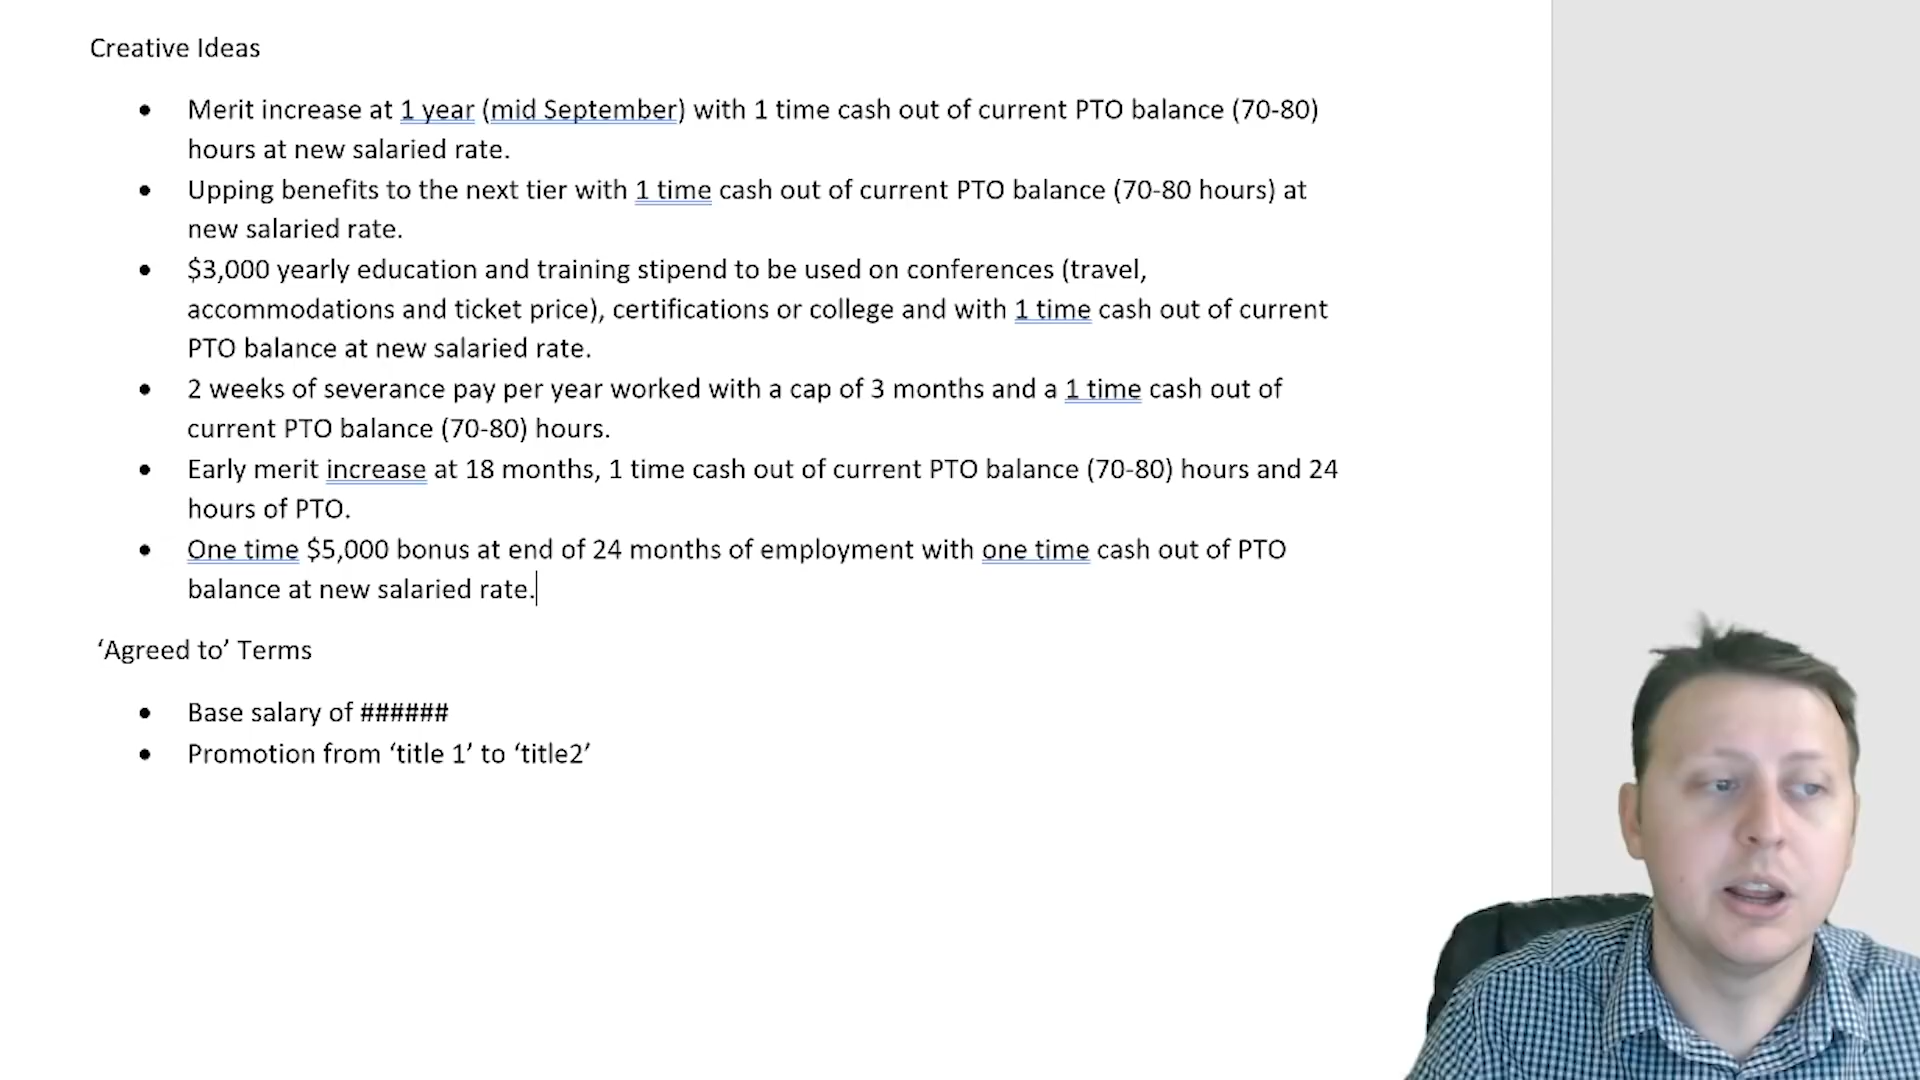 Creative Ideas
• Merit increase at 1 year (mid September) with 1 time cash out of current PTO balance (70-80)
hours at new salaried rate.
• Upping benefits to the next tier with 1 time cash out of current PTO balance (70-80 hours) at
new salaried rate.
• $3,000 yearly education and training stipend to be used on conferences (travel,
accommodations and ticket price), certifications or college and with 1 time cash out of current
PTO balance at new salaried rate.
• 2 weeks of severance pay per year worked with a cap of 3 months and a 1 time cash out of
current PTO balance (70-80) hours.
• Early merit increase at 18 months, 1 time cash out of current PTO balance (70-80) hours and 24
hours of PTO.
• One time $5,000 bonus at end of 24 months of employment with one time cash out of PTO
balance at new salaried rate.
‘Agreed to’ Terms
• Base salary of ######
• Promotion from ‘title 1’ to ‘title2’